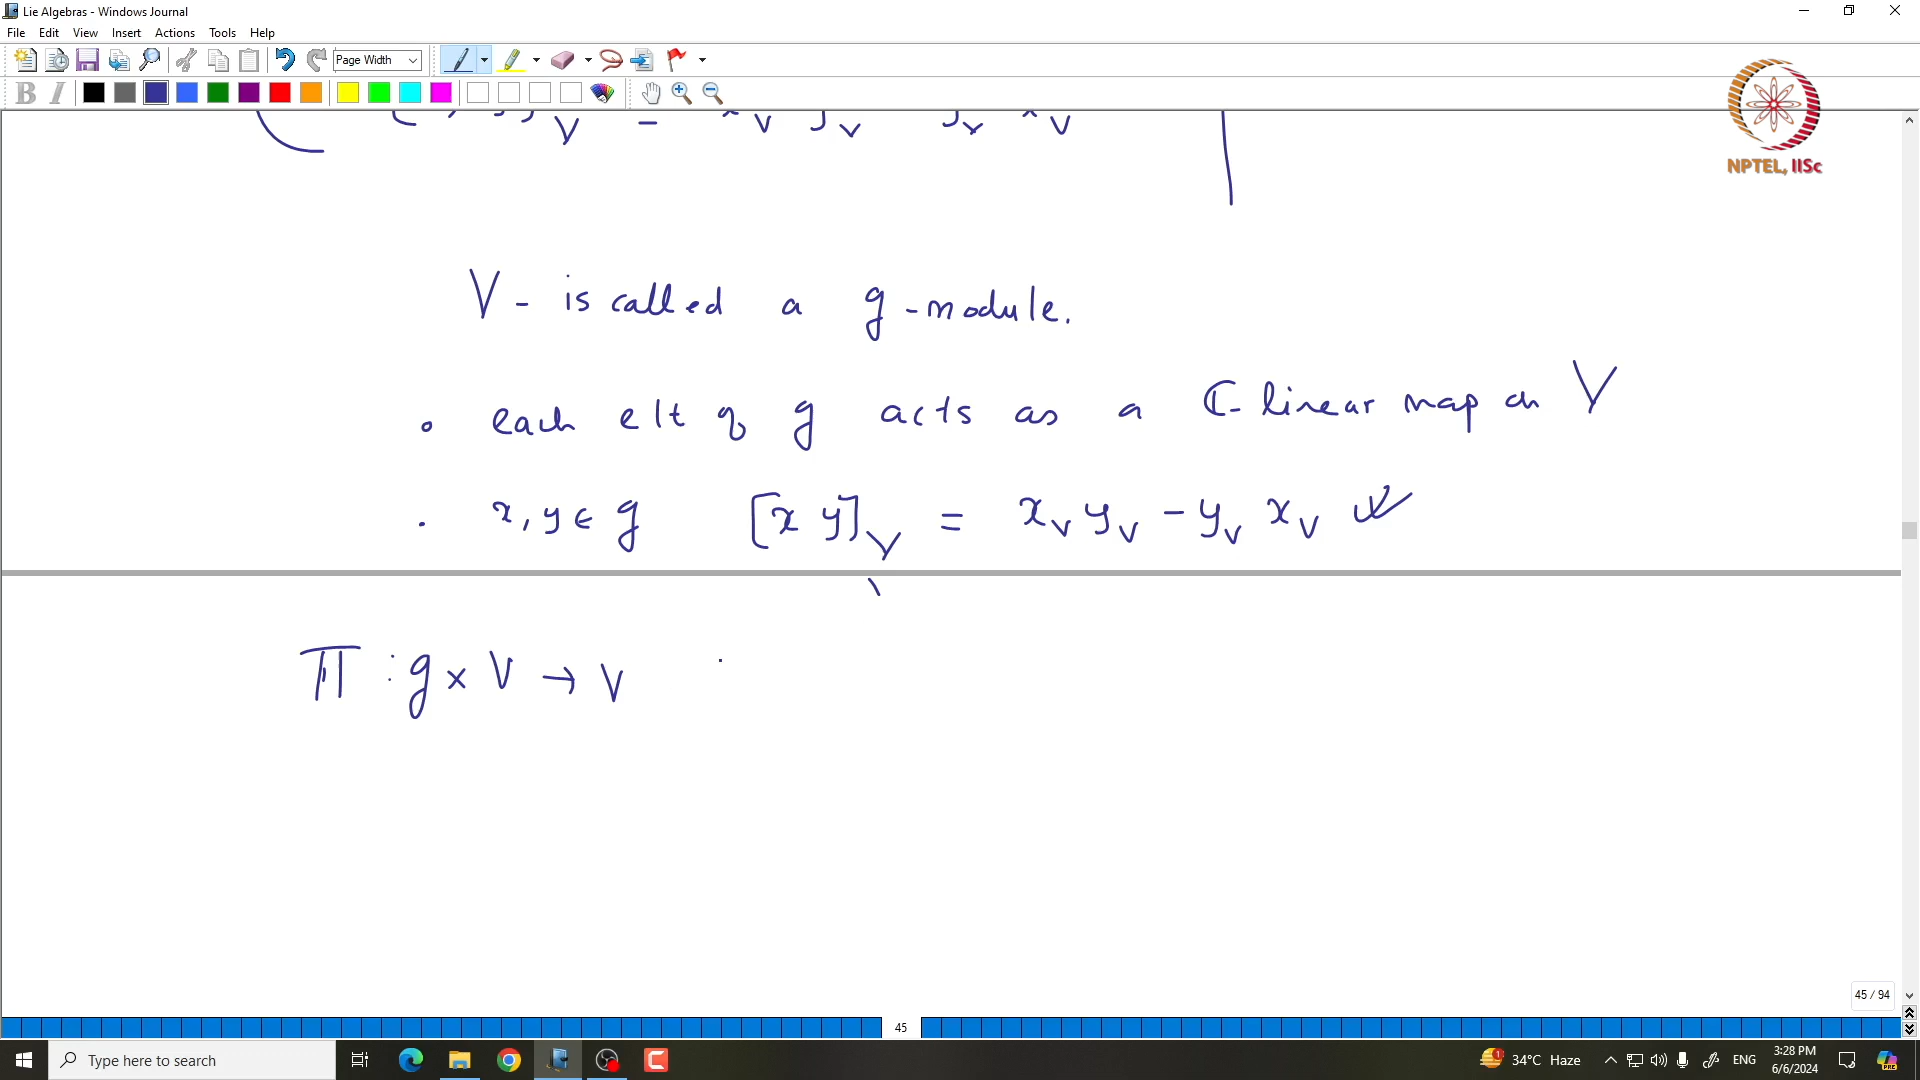 Lie Algebras - Windows Journal
File Edit View Insert Actions Tools Help
Page Width
NPTEL, IISc
V - is called a g - module.
• each elt of g acts as a ℂ- linear map on V
• x, y ∈ g [x y]_V = x_V y_V - y_V x_V
Π : g × V → V
45 / 94
45
Type here to search
34°C Haze
ENG
3:28 PM
6/6/2024